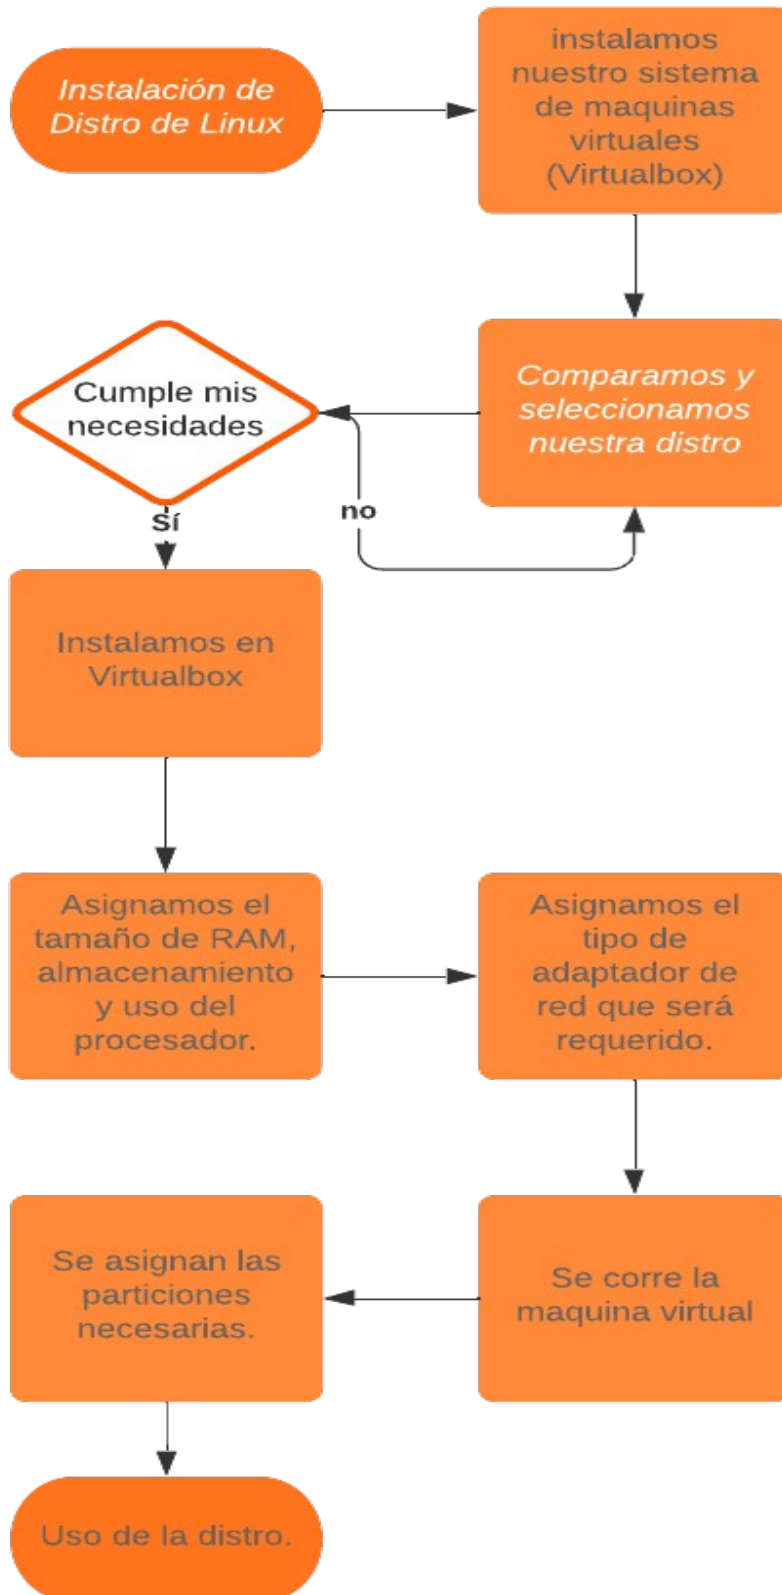 Instalación de
Distro de Linux
instalamos
nuestro sistema
de maquinas
virtuales
(Virtualbox)
Comparamos y
seleccionamos
nuestra distro
Cumple mis
necesidades
no
Sí
Instalamos en
Virtualbox
Asignamos el
tamaño de RAM,
almacenamiento
y uso del
procesador.
Asignamos el
tipo de
adaptador de
red que será
requerido.
Se corre la
maquina virtual
Se asignan las
particiones
necesarias.
Uso de la distro.